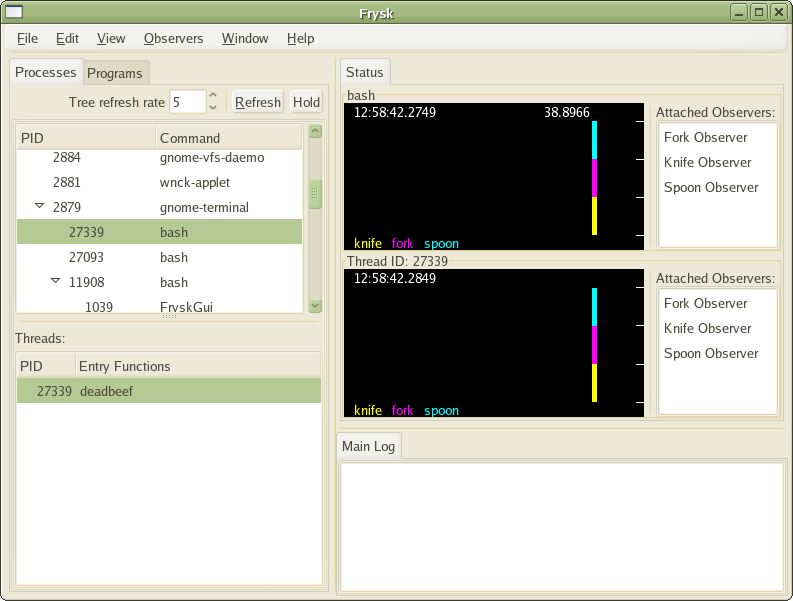 Frysk
File Edit View Observers Window Help
Processes Programs
Tree refresh rate 5 Refresh Hold
PID Command
2884 gnome-vfs-daemo
2881 wnck-applet
2879 gnome-terminal
27339 bash
27093 bash
11908 bash
1039 FryskGui
Threads:
PID Entry Functions
27339 deadbeef
Status
bash
12:58:42.2749 38.8966
knife fork spoon
Attached Observers:
Fork Observer
Knife Observer
Spoon Observer
Thread ID: 27339
12:58:42.2849
knife fork spoon
Attached Observers:
Fork Observer
Knife Observer
Spoon Observer
Main Log